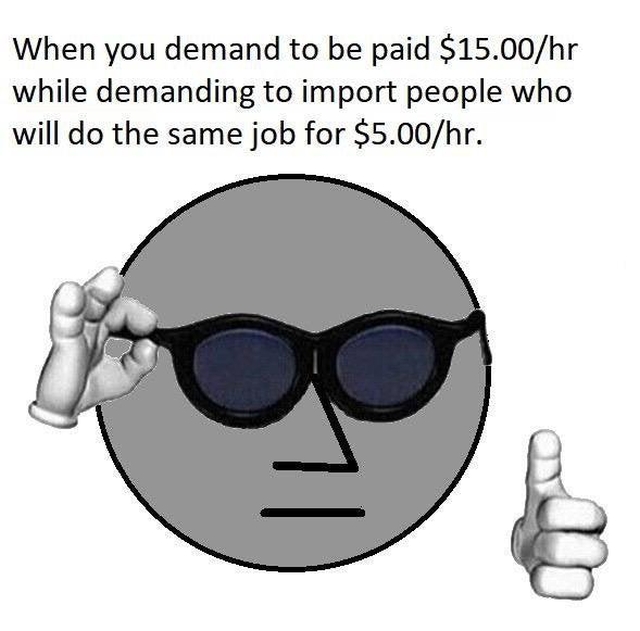 When you demand to be paid $15.00/hr
while demanding to import people who
will do the same job for $5.00/hr.